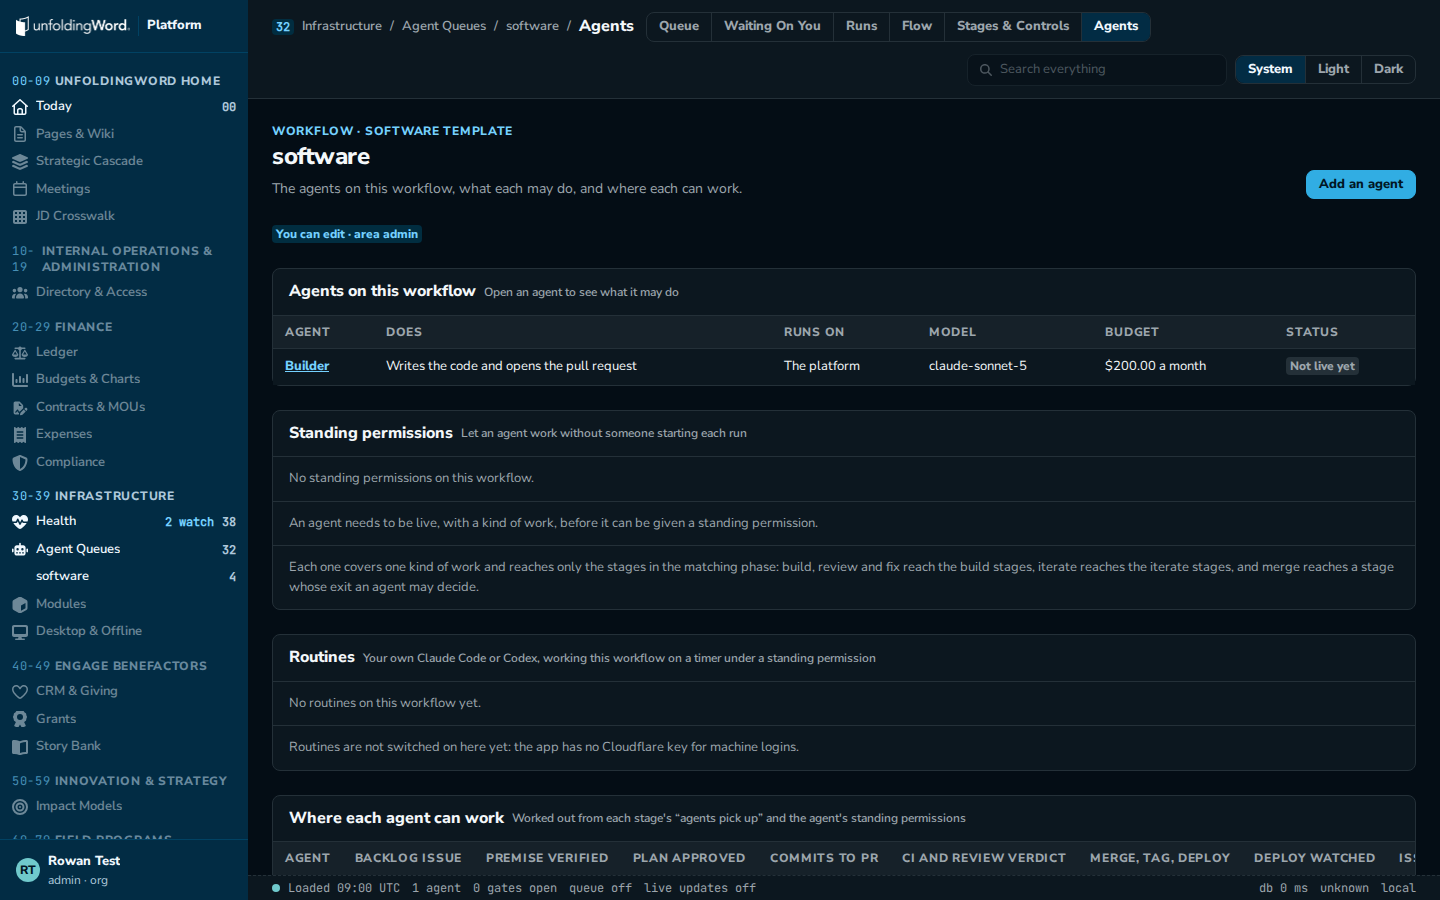 unfoldingWord Platform
00-09 UNFOLDINGWORD HOME
Today 00
Pages & Wiki
Strategic Cascade
Meetings
JD Crosswalk
10-19 INTERNAL OPERATIONS & ADMINISTRATION
Directory & Access
20-29 FINANCE
Ledger
Budgets & Charts
Contracts & MOUs
Expenses
Compliance
30-39 INFRASTRUCTURE
Health 2 watch 38
Agent Queues 32
software 4
Modules
Desktop & Offline
40-49 ENGAGE BENEFACTORS
CRM & Giving
Grants
Story Bank
50-59 INNOVATION & STRATEGY
Impact Models
RT Rowan Test
admin · org
32 Infrastructure / Agent Queues / software / Agents Queue Waiting On You Runs Flow Stages & Controls Agents
Search everything System Light Dark
WORKFLOW · SOFTWARE TEMPLATE
software
The agents on this workflow, what each may do, and where each can work.
Add an agent
You can edit · area admin
Agents on this workflow Open an agent to see what it may do
AGENT DOES RUNS ON MODEL BUDGET STATUS
Builder Writes the code and opens the pull request The platform claude-sonnet-5 $200.00 a month Not live yet
Standing permissions Let an agent work without someone starting each run
No standing permissions on this workflow.
An agent needs to be live, with a kind of work, before it can be given a standing permission.
Each one covers one kind of work and reaches only the stages in the matching phase: build, review and fix reach the build stages, iterate reaches the iterate stages, and merge reaches a stage
whose exit an agent may decide.
Routines Your own Claude Code or Codex, working this workflow on a timer under a standing permission
No routines on this workflow yet.
Routines are not switched on here yet: the app has no Cloudflare key for machine logins.
Where each agent can work Worked out from each stage's “agents pick up” and the agent's standing permissions
AGENT BACKLOG ISSUE PREMISE VERIFIED PLAN APPROVED COMMITS TO PR CI AND REVIEW VERDICT MERGE, TAG, DEPLOY DEPLOY WATCHED
Loaded 09:00 UTC 1 agent 0 gates open queue off live updates off db 0 ms unknown local